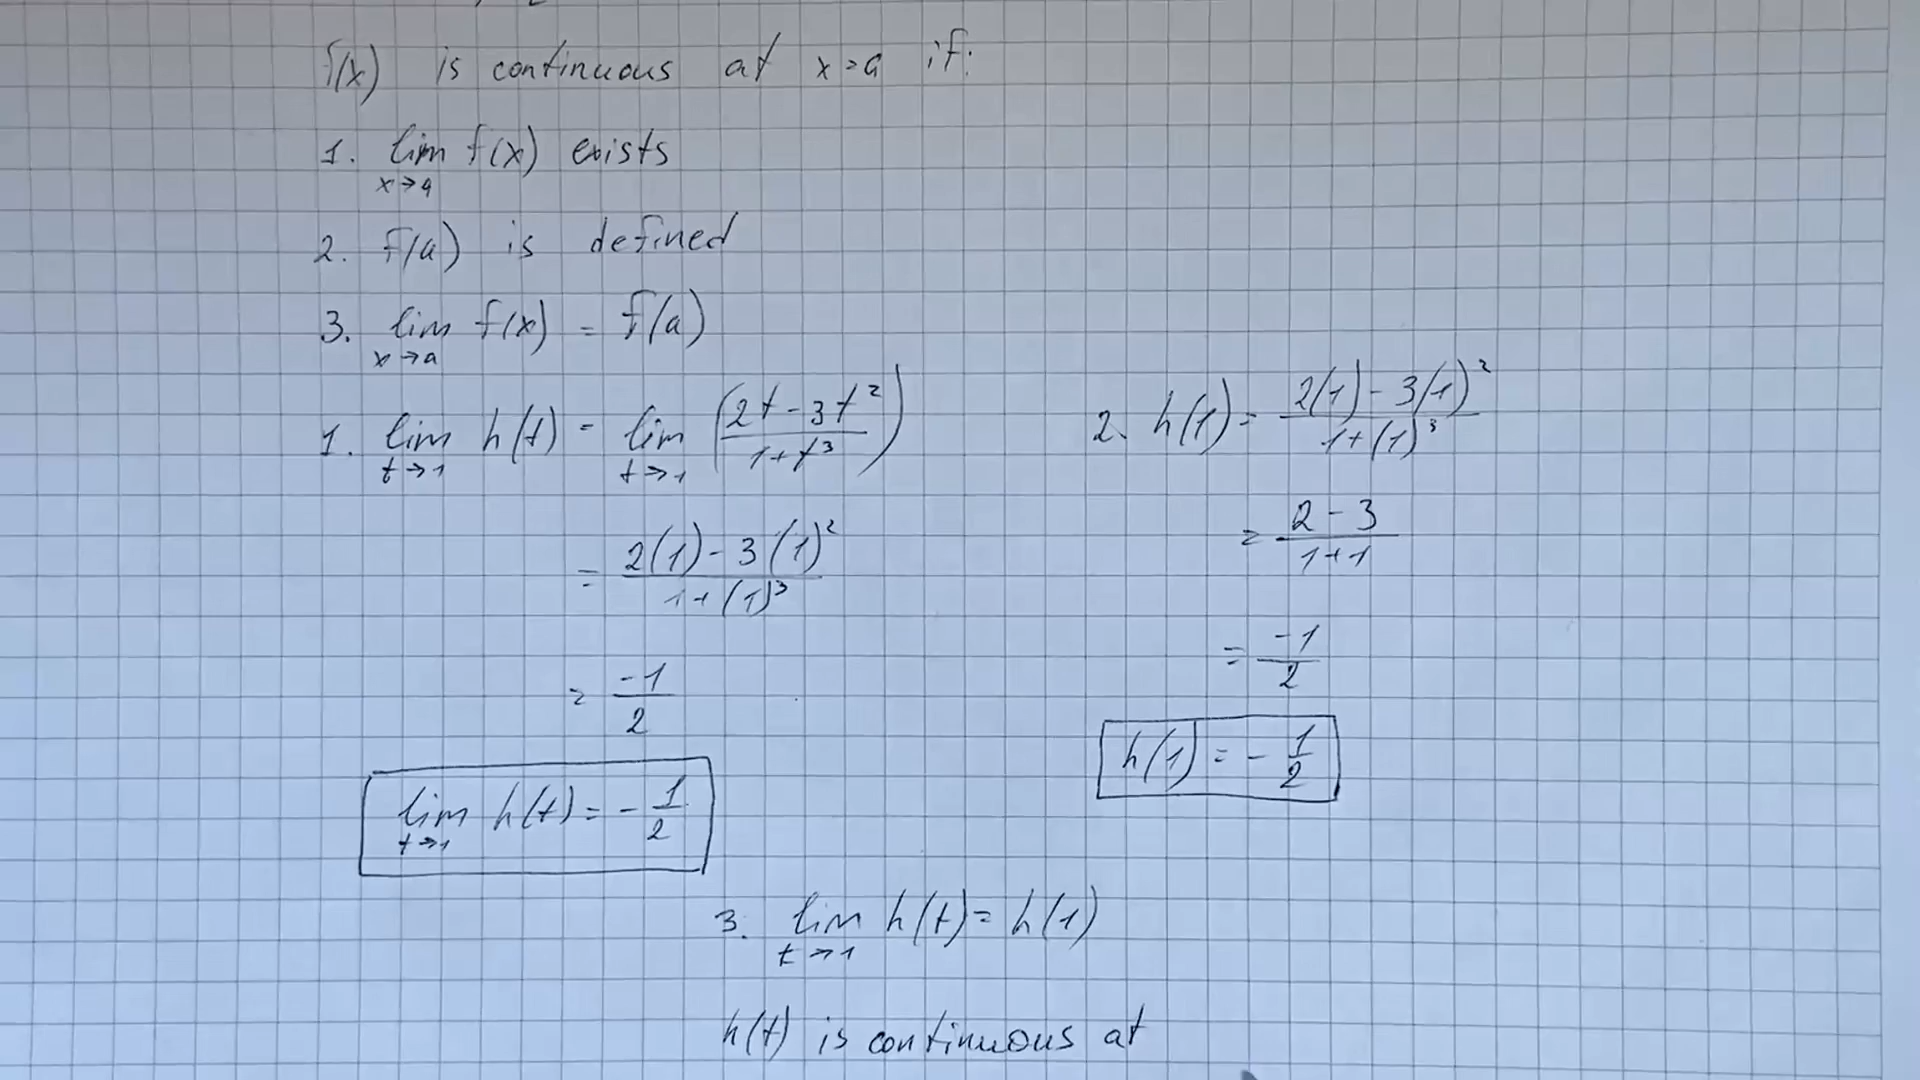 f(x) is continuous at x=a if:
1. lim f(x) exists
x→a
2. f(a) is defined
3. lim f(x) = f(a)
x→a
1. lim h(t) = lim ((2t-3t²)/(1+t³))
t→1 t→1
= (2(1)-3(1)²)/(1+(1)³)
= -1/2
lim h(t) = -1/2
t→1
2. h(1) = (2(1)-3(1)²)/(1+(1)³)
= (2-3)/(1+1)
= -1/2
h(1) = -1/2
3. lim h(t) = h(1)
t→1
h(t) is continuous at